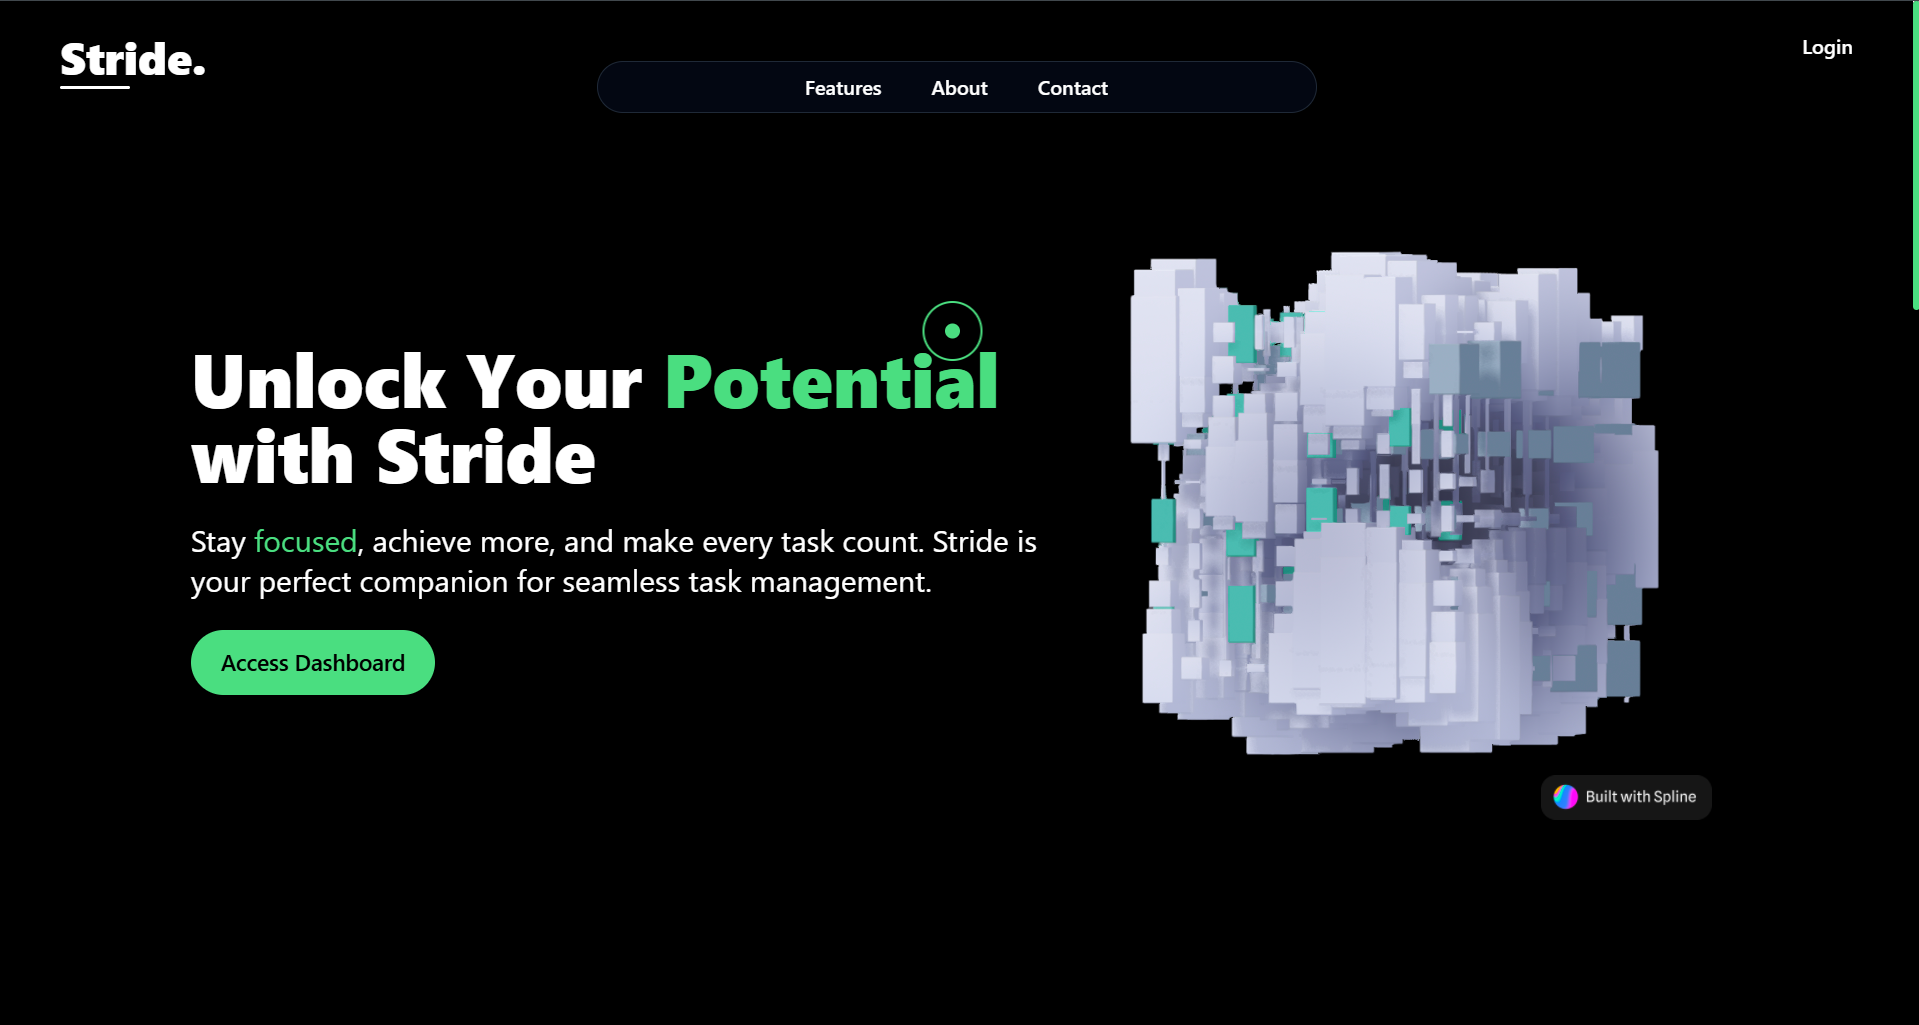 Stride.
Login
Features About Contact
Unlock Your Potential
with Stride
Stay focused, achieve more, and make every task count. Stride is
your perfect companion for seamless task management.
Access Dashboard
Built with Spline